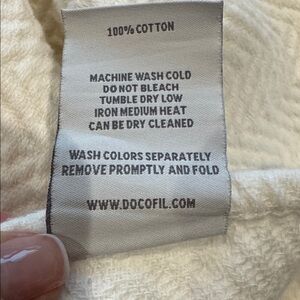 100% COTTON
MACHINE WASH COLD
DO NOT BLEACH
TUMBLE DRY LOW
IRON MEDIUM HEAT
CAN BE DRY CLEANED
WASH COLORS SEPARATELY
REMOVE PROMPTLY AND FOLD
WWW.DOCOFIL.COM